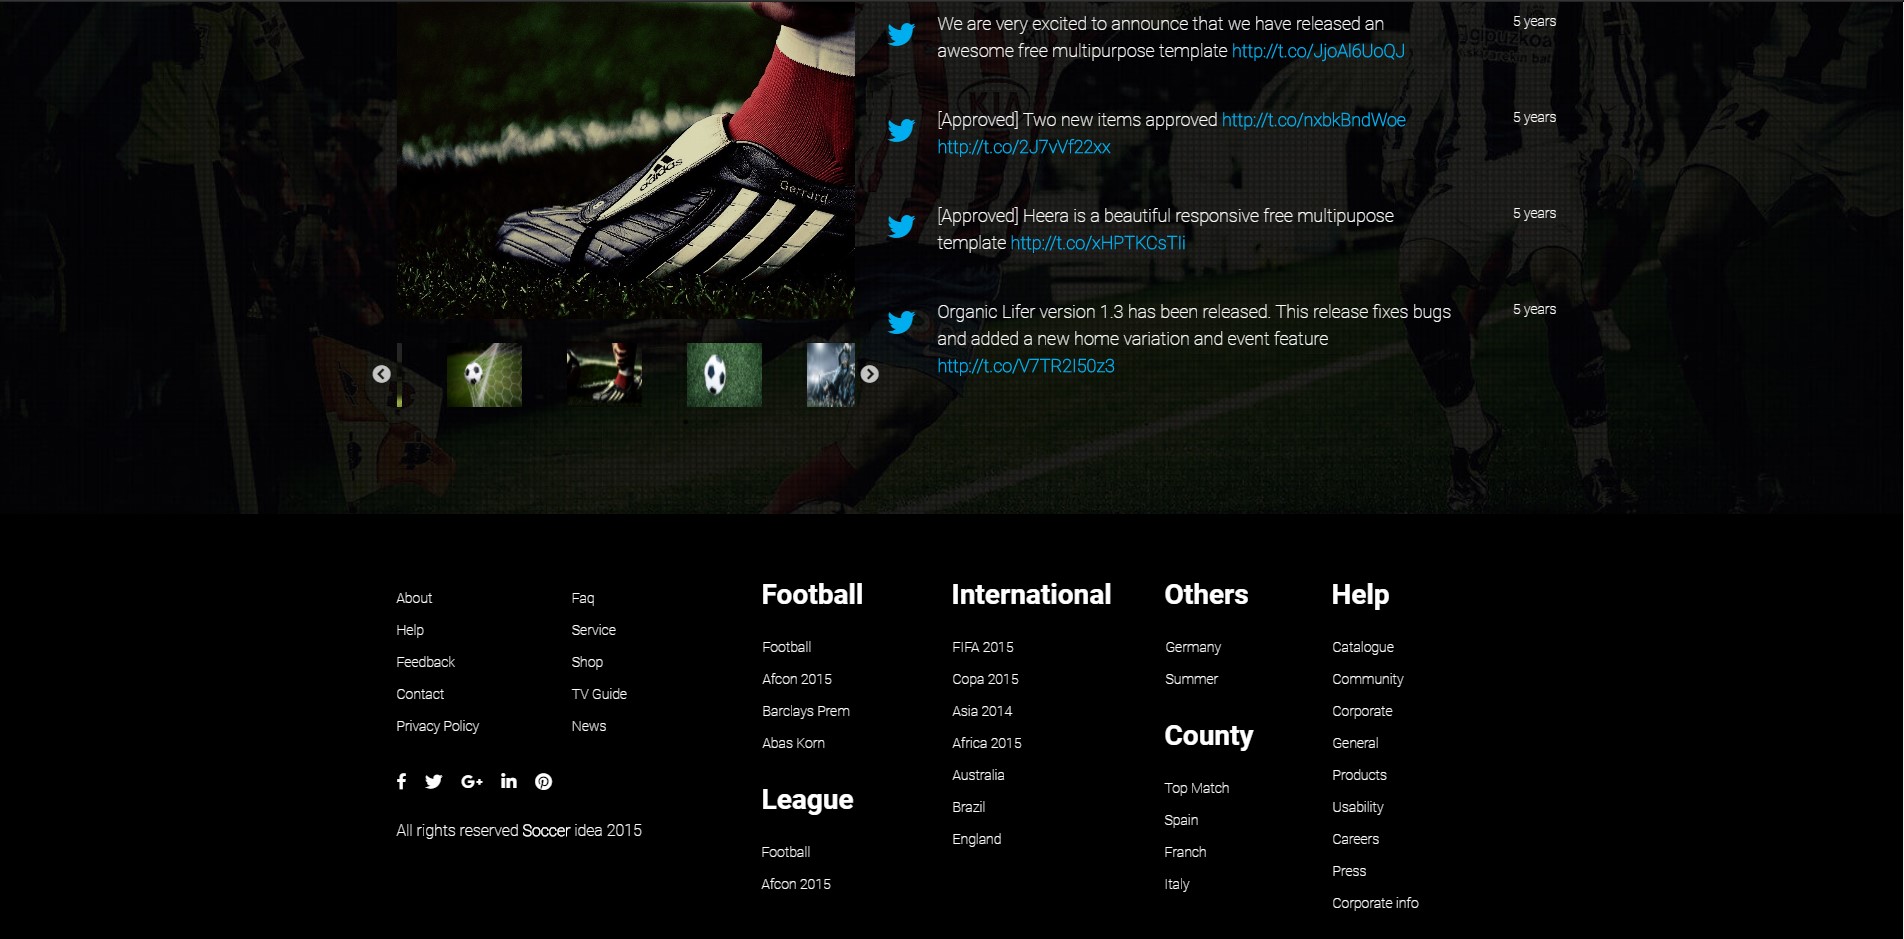 We are very excited to announce that we have released an
awesome free multipurpose template http://t.co/JjoAl6UoQJ
5 years
[Approved] Two new items approved http://t.co/nxbkBndWoe
http://t.co/2J7vVf22xx
5 years
[Approved] Heera is a beautiful responsive free multipupose
template http://t.co/xHPTKCsTIi
5 years
Organic Lifer version 1.3 has been released. This release fixes bugs
and added a new home variation and event feature
http://t.co/V7TR2I50z3
5 years
adidas
Gerrard
KIA
gipuzkoa
About
Help
Feedback
Contact
Privacy Policy
Faq
Service
Shop
TV Guide
News
All rights reserved Soccer idea 2015
Football
Football
Afcon 2015
Barclays Prem
Abas Korn
League
Football
Afcon 2015
International
FIFA 2015
Copa 2015
Asia 2014
Africa 2015
Australia
Brazil
England
Others
Germany
Summer
County
Top Match
Spain
Franch
Italy
Help
Catalogue
Community
Corporate
General
Products
Usability
Careers
Press
Corporate info